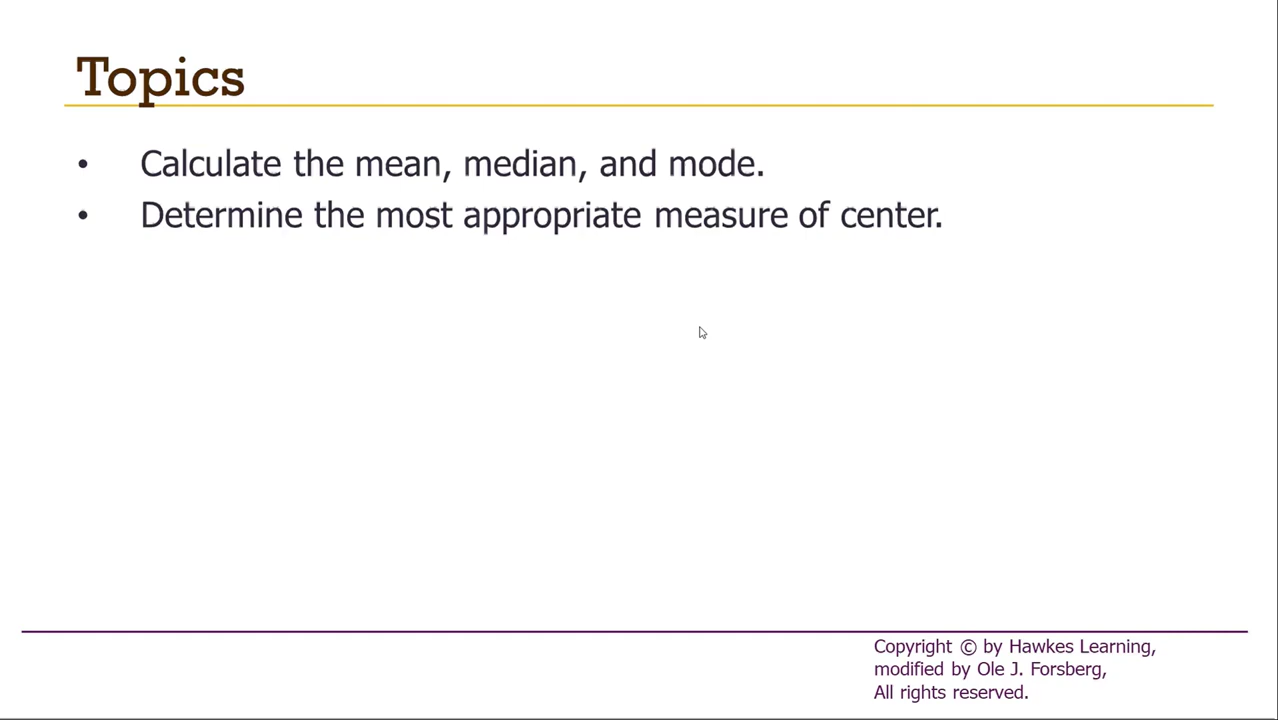 Topics
• Calculate the mean, median, and mode.
• Determine the most appropriate measure of center.
Copyright © by Hawkes Learning,
modified by Ole J. Forsberg,
All rights reserved.